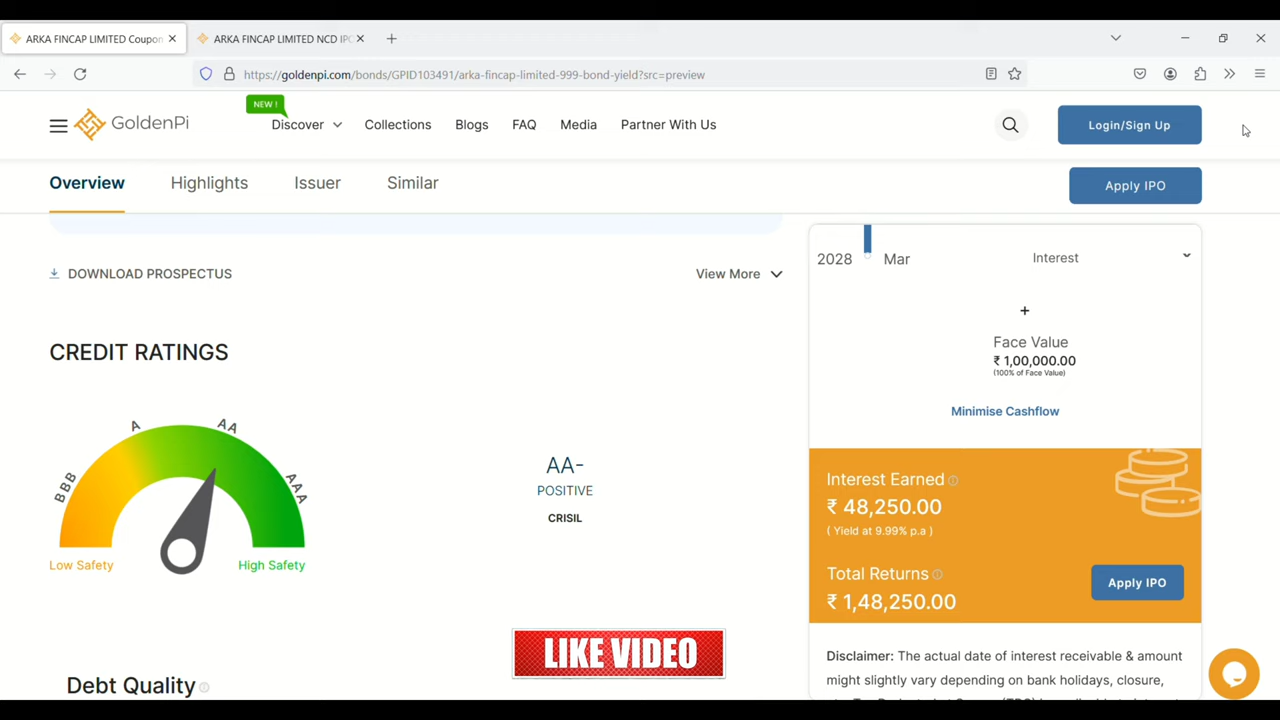 ARKA FINCAP LIMITED Coupon
ARKA FINCAP LIMITED NCD IPO
https://goldenpi.com/bonds/GPID103491/arka-fincap-limited-999-bond-yield?src=preview
GoldenPi
NEW !
Discover
Collections
Blogs
FAQ
Media
Partner With Us
Login/Sign Up
Overview
Highlights
Issuer
Similar
Apply IPO
DOWNLOAD PROSPECTUS
View More
CREDIT RATINGS
BBB
A
AA
AAA
Low Safety
High Safety
AA-
POSITIVE
CRISIL
Debt Quality
LIKE VIDEO
2028
Mar
Interest
+
Face Value
₹ 1,00,000.00
(100% of Face Value)
Minimise Cashflow
Interest Earned
₹ 48,250.00
( Yield at 9.99% p.a )
Total Returns
₹ 1,48,250.00
Apply IPO
Disclaimer: The actual date of interest receivable & amount
might slightly vary depending on bank holidays, closure,